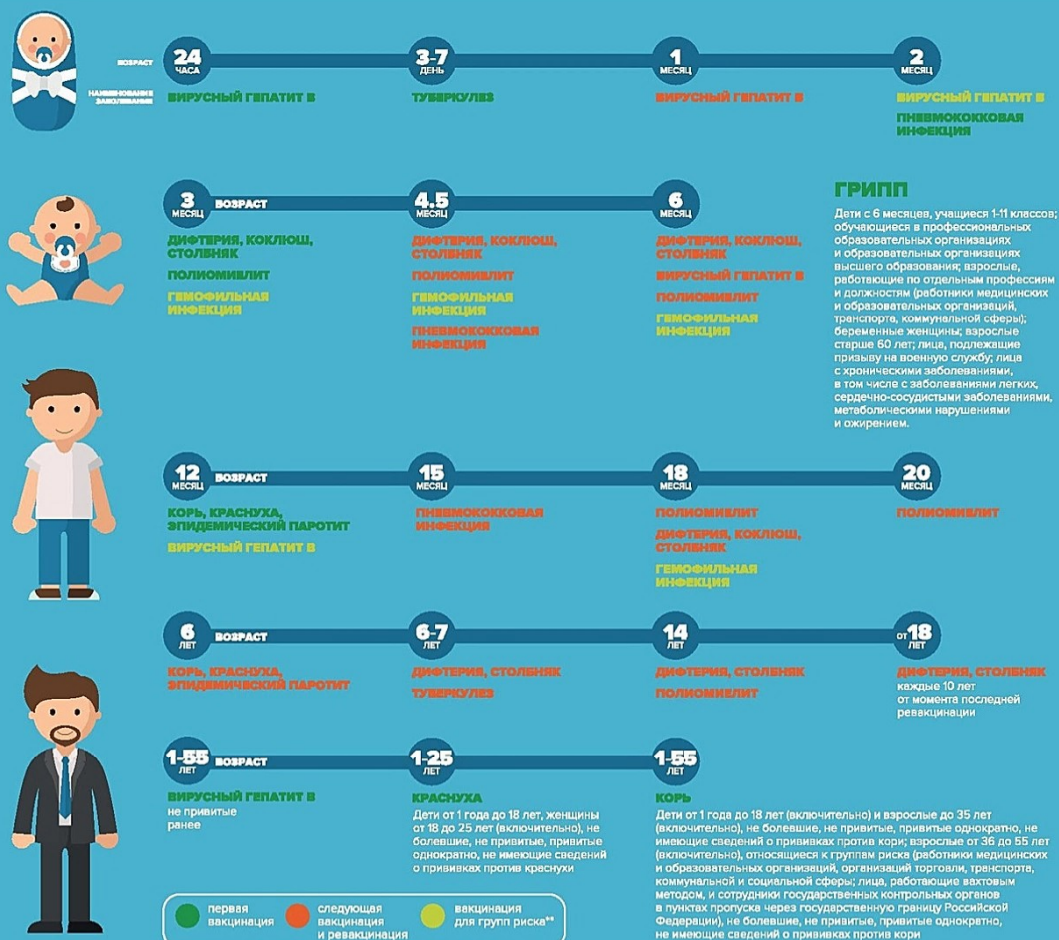 ВОЗРАСТ
НАИМЕНОВАНИЕ
ЗАБОЛЕВАНИЕ
24
ЧАСА
ВИРУСНЫЙ ГЕПАТИТ В
3-7
ДЕНЬ
ТУБЕРКУЛЕЗ
1
МЕСЯЦ
ВИРУСНЫЙ ГЕПАТИТ В
2
МЕСЯЦ
ВИРУСНЫЙ ГЕПАТИТ В
ПНЕВМОКОККОВАЯ
ИНФЕКЦИЯ
3
МЕСЯЦ
ВОЗРАСТ
ДИФТЕРИЯ, КОКЛЮШ,
СТОЛБНЯК
ПОЛИОМИЕЛИТ
ГЕМОФИЛЬНАЯ
ИНФЕКЦИЯ
4.5
МЕСЯЦ
ДИФТЕРИЯ, КОКЛЮШ,
СТОЛБНЯК
ПОЛИОМИЕЛИТ
ГЕМОФИЛЬНАЯ
ИНФЕКЦИЯ
ПНЕВМОКОККОВАЯ
ИНФЕКЦИЯ
6
МЕСЯЦ
ДИФТЕРИЯ, КОКЛЮШ,
СТОЛБНЯК
ВИРУСНЫЙ ГЕПАТИТ В
ПОЛИОМИЕЛИТ
ГЕМОФИЛЬНАЯ
ИНФЕКЦИЯ
ГРИПП
Дети с 6 месяцев, учащиеся 1-11 классов;
обучающиеся в профессиональных
образовательных организациях
и образовательных организациях
высшего образования; взрослые,
работающие по отдельным профессиям
и должностям (работники медицинских
и образовательных организаций,
транспорта, коммунальной сферы);
беременные женщины; взрослые
старше 60 лет; лица, подлежащие
призыву на военную службу; лица
с хроническими заболеваниями,
в том числе с заболеваниями легких,
сердечно-сосудистыми заболеваниями,
метаболическими нарушениями
и ожирением.
12
МЕСЯЦ
ВОЗРАСТ
КОРЬ, КРАСНУХА,
ЭПИДЕМИЧЕСКИЙ ПАРОТИТ
ВИРУСНЫЙ ГЕПАТИТ В
15
МЕСЯЦ
ПНЕВМОКОККОВАЯ
ИНФЕКЦИЯ
18
МЕСЯЦ
ПОЛИОМИЕЛИТ
ДИФТЕРИЯ, КОКЛЮШ,
СТОЛБНЯК
ГЕМОФИЛЬНАЯ
ИНФЕКЦИЯ
20
МЕСЯЦ
ПОЛИОМИЕЛИТ
6
ЛЕТ
ВОЗРАСТ
КОРЬ, КРАСНУХА,
ЭПИДЕМИЧЕСКИЙ ПАРОТИТ
6-7
ЛЕТ
ДИФТЕРИЯ, СТОЛБНЯК
ТУБЕРКУЛЕЗ
14
ЛЕТ
ДИФТЕРИЯ, СТОЛБНЯК
ПОЛИОМИЕЛИТ
от 18
ЛЕТ
ДИФТЕРИЯ, СТОЛБНЯК
каждые 10 лет
от момента последней
ревакцинации
1-55
ЛЕТ
ВОЗРАСТ
ВИРУСНЫЙ ГЕПАТИТ В
не привитые
ранее
1-25
ЛЕТ
КРАСНУХА
Дети от 1 года до 18 лет, женщины
от 18 до 25 лет (включительно), не
болевшие, не привитые, привитые
однократно, не имеющие сведений
о прививках против краснухи
1-55
ЛЕТ
КОРЬ
Дети от 1 года до 18 лет (включительно) и взрослые до 35 лет
(включительно), не болевшие, не привитые, привитые однократно, не
имеющие сведений о прививках против кори; взрослые от 36 до 55 лет
(включительно), относящиеся к группам риска (работники медицинских
и образовательных организаций, организаций торговли, транспорта,
коммунальной и социальной сферы; лица, работающие вахтовым
методом, и сотрудники государственных контрольных органов
в пунктах пропуска через государственную границу Российской
Федерации), не болевшие, не привитые, привитые однократно,
не имеющие сведений о прививках против кори
первая
вакцинация
следующая
вакцинация
и ревакцинация
вакцинация
для групп риска**